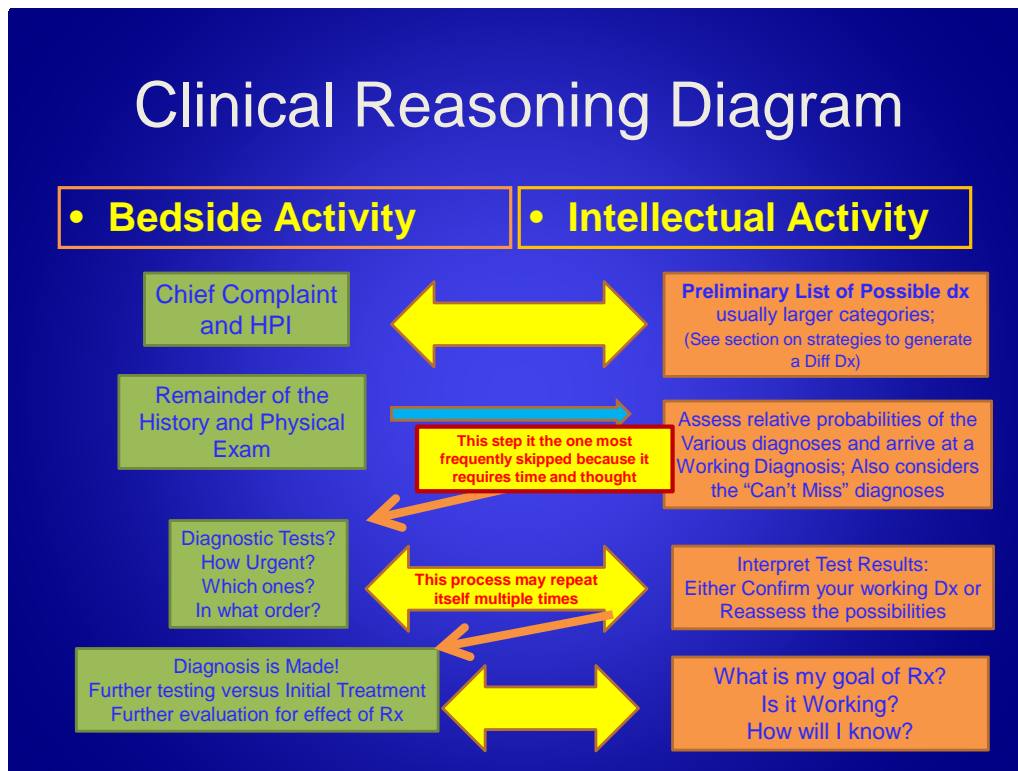 Clinical Reasoning Diagram
• Bedside Activity
• Intellectual Activity
Chief Complaint
and HPI
Preliminary List of Possible dx
usually larger categories;
(See section on strategies to generate
a Diff Dx)
Remainder of the
History and Physical
Exam
This step it the one most
frequently skipped because it
requires time and thought
Assess relative probabilities of the
Various diagnoses and arrive at a
Working Diagnosis; Also considers
the “Can’t Miss” diagnoses
Diagnostic Tests?
How Urgent?
Which ones?
In what order?
This process may repeat
itself multiple times
Interpret Test Results:
Either Confirm your working Dx or
Reassess the possibilities
Diagnosis is Made!
Further testing versus Initial Treatment
Further evaluation for effect of Rx
What is my goal of Rx?
Is it Working?
How will I know?